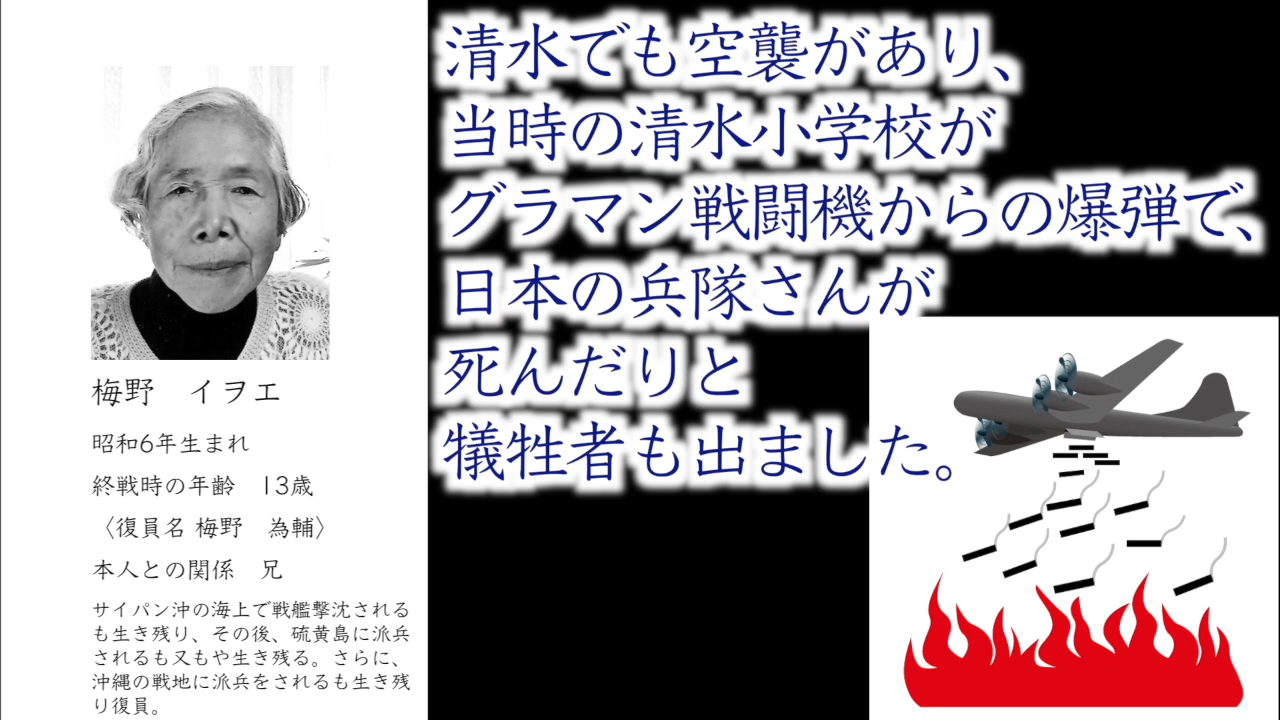 清水でも空襲があり、
当時の清水小学校が
グラマン戦闘機からの爆弾で、
日本の兵隊さんが
死んだりと
犠牲者も出ました。
梅野　イヲエ
昭和6年生まれ
終戦時の年齢　13歳
〈復員名 梅野　為輔〉
本人との関係　兄
サイパン沖の海上で戦艦撃沈される
も生き残り、その後、硫黄島に派兵
されるも又もや生き残る。さらに、
沖縄の戦地に派兵をされるも生き残
り復員。